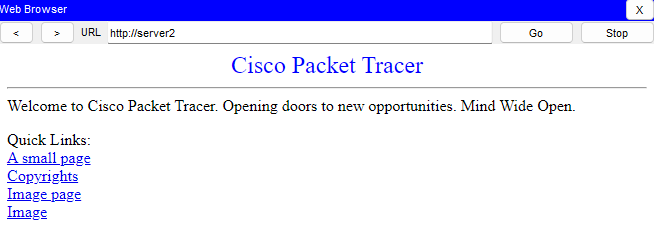 Web Browser X
< > URL http://server2 Go Stop
Cisco Packet Tracer
Welcome to Cisco Packet Tracer. Opening doors to new opportunities. Mind Wide Open.
Quick Links:
A small page
Copyrights
Image page
Image